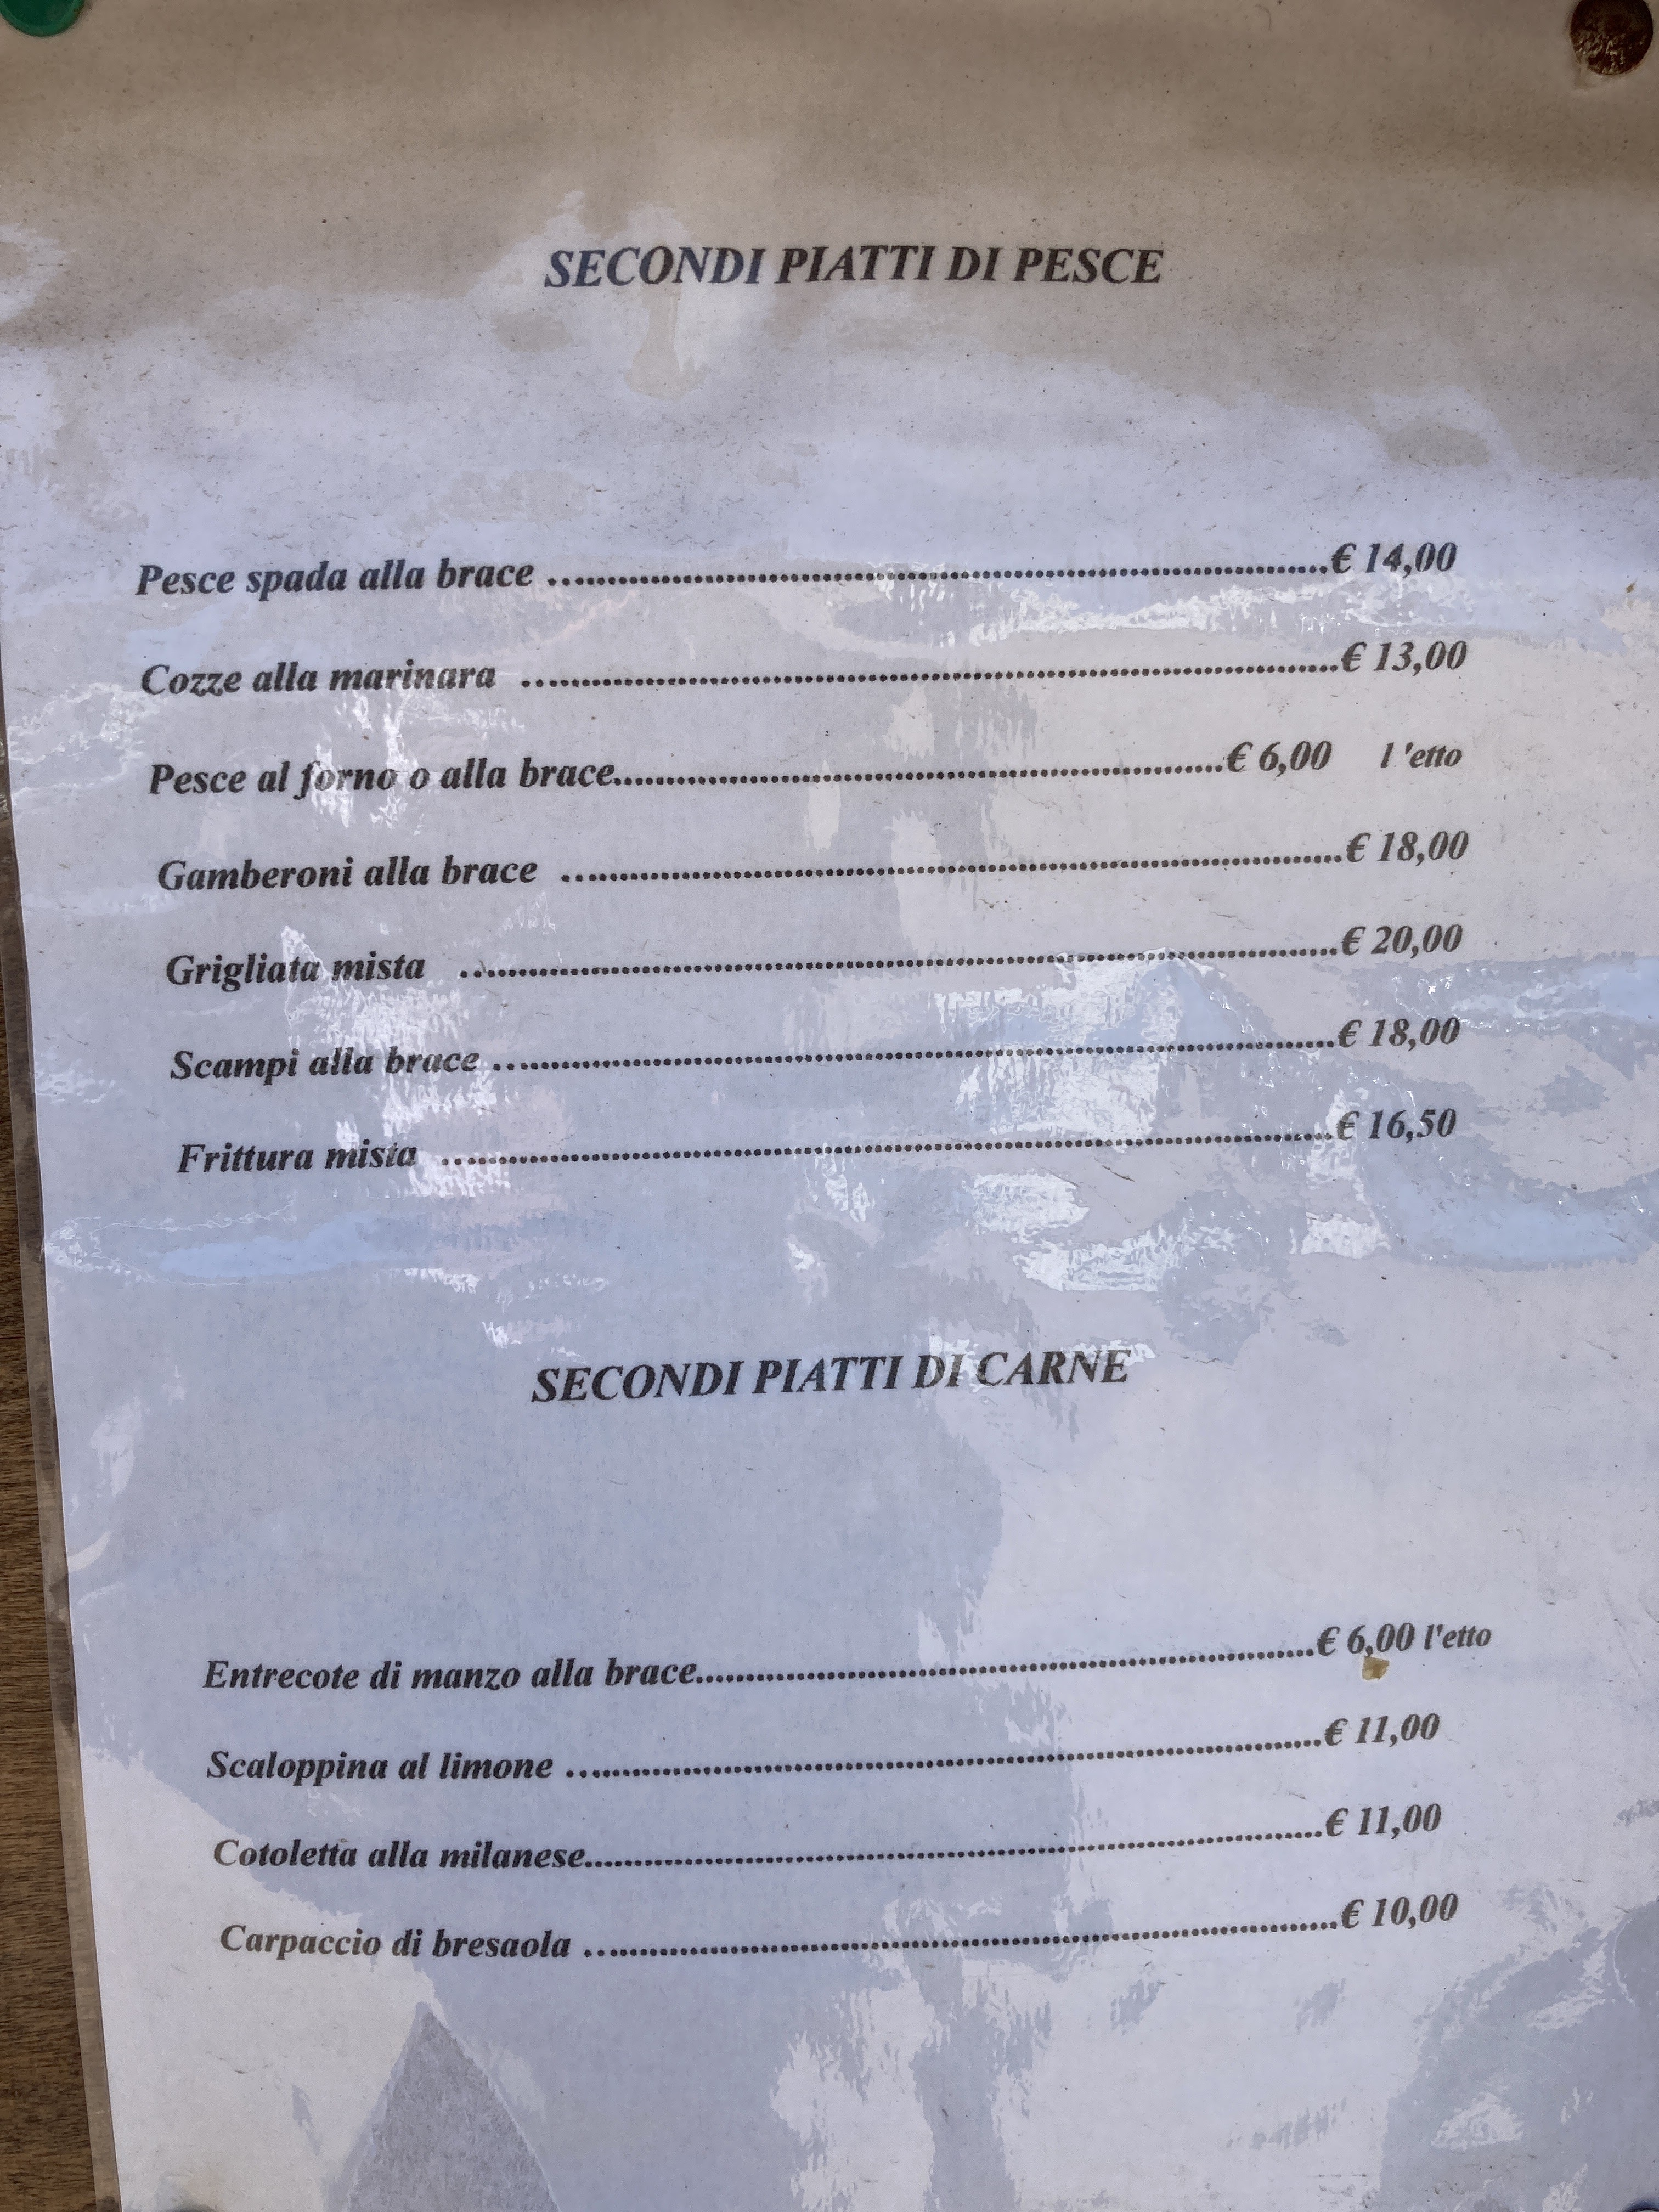 SECONDI PIATTI DI PESCE
Pesce spada alla brace ........................................................................€ 14,00
Cozze alla marinara ........................................................................€ 13,00
Pesce al forno o alla brace........................................................................€ 6,00 l'etto
Gamberoni alla brace ........................................................................€ 18,00
Grigliata mista ........................................................................€ 20,00
Scampi alla brace ........................................................................€ 18,00
Frittura mista ........................................................................€ 16,50
SECONDI PIATTI DI CARNE
Entrecote di manzo alla brace........................................................................€ 6,00 l'etto
Scaloppina al limone ........................................................................€ 11,00
Cotoletta alla milanese........................................................................€ 11,00
Carpaccio di bresaola ........................................................................€ 10,00